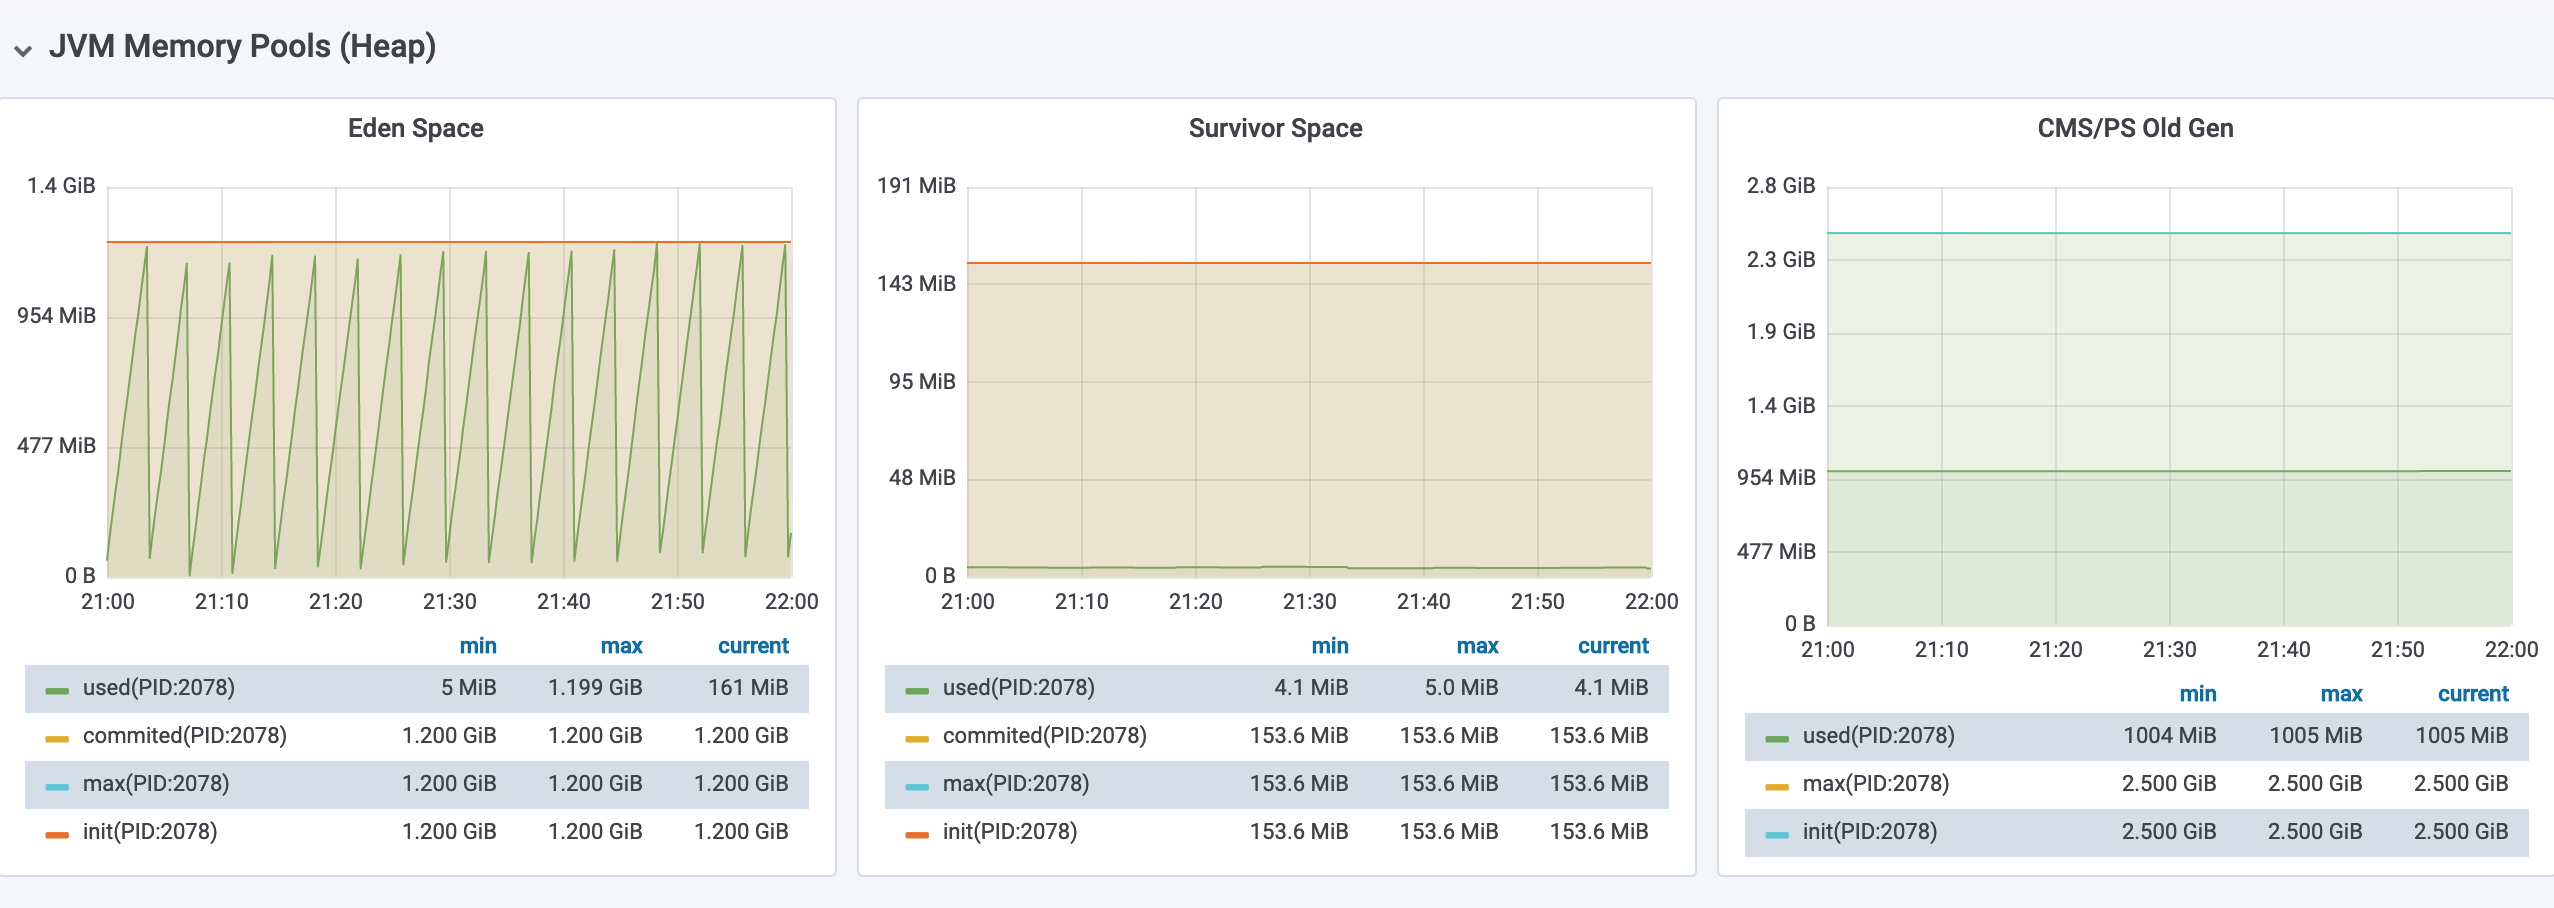 JVM Memory Pools (Heap)
Eden Space
1.4 GiB
954 MiB
477 MiB
0 B
21:00 21:10 21:20 21:30 21:40 21:50 22:00
min max current
used(PID:2078) 5 MiB 1.199 GiB 161 MiB
commited(PID:2078) 1.200 GiB 1.200 GiB 1.200 GiB
max(PID:2078) 1.200 GiB 1.200 GiB 1.200 GiB
init(PID:2078) 1.200 GiB 1.200 GiB 1.200 GiB
Survivor Space
191 MiB
143 MiB
95 MiB
48 MiB
0 B
21:00 21:10 21:20 21:30 21:40 21:50 22:00
min max current
used(PID:2078) 4.1 MiB 5.0 MiB 4.1 MiB
commited(PID:2078) 153.6 MiB 153.6 MiB 153.6 MiB
max(PID:2078) 153.6 MiB 153.6 MiB 153.6 MiB
init(PID:2078) 153.6 MiB 153.6 MiB 153.6 MiB
CMS/PS Old Gen
2.8 GiB
2.3 GiB
1.9 GiB
1.4 GiB
954 MiB
477 MiB
0 B
21:00 21:10 21:20 21:30 21:40 21:50 22:00
min max current
used(PID:2078) 1004 MiB 1005 MiB 1005 MiB
max(PID:2078) 2.500 GiB 2.500 GiB 2.500 GiB
init(PID:2078) 2.500 GiB 2.500 GiB 2.500 GiB